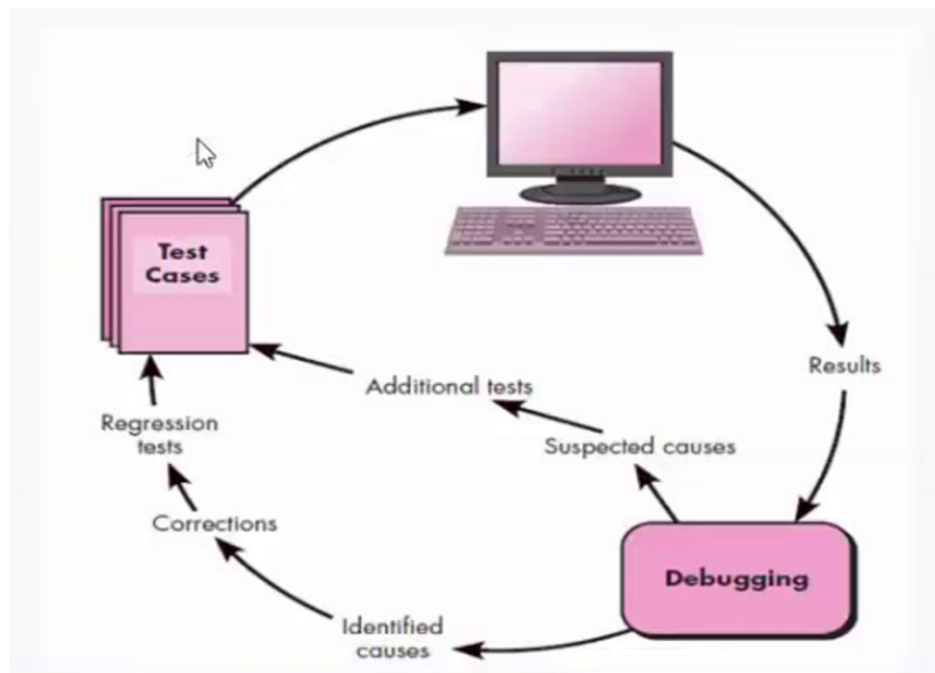 Test
Cases
Results
Additional tests
Regression
tests
Suspected causes
Corrections
Debugging
Identified
causes